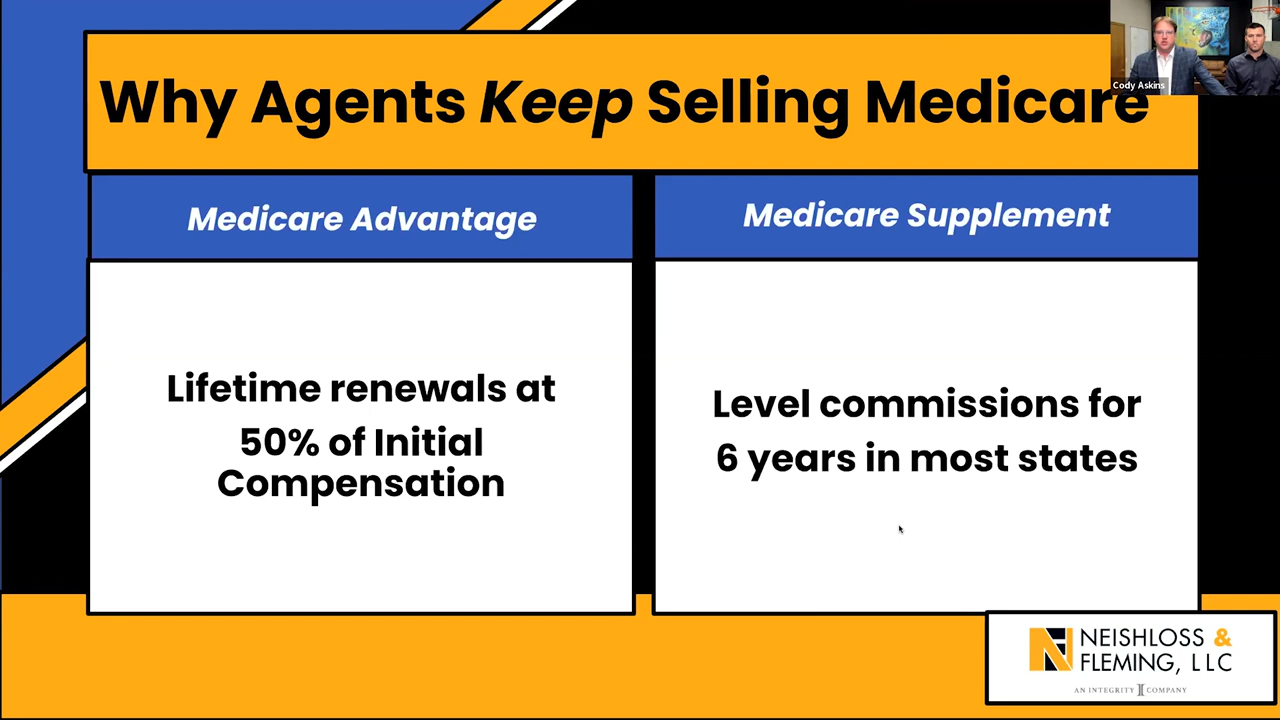 Why Agents Keep Selling Medicare
Cody Askins
Medicare Advantage
Medicare Supplement
Lifetime renewals at
50% of Initial
Compensation
Level commissions for
6 years in most states
NEISHLOSS &
FLEMING, LLC
AN INTEGRITY COMPANY